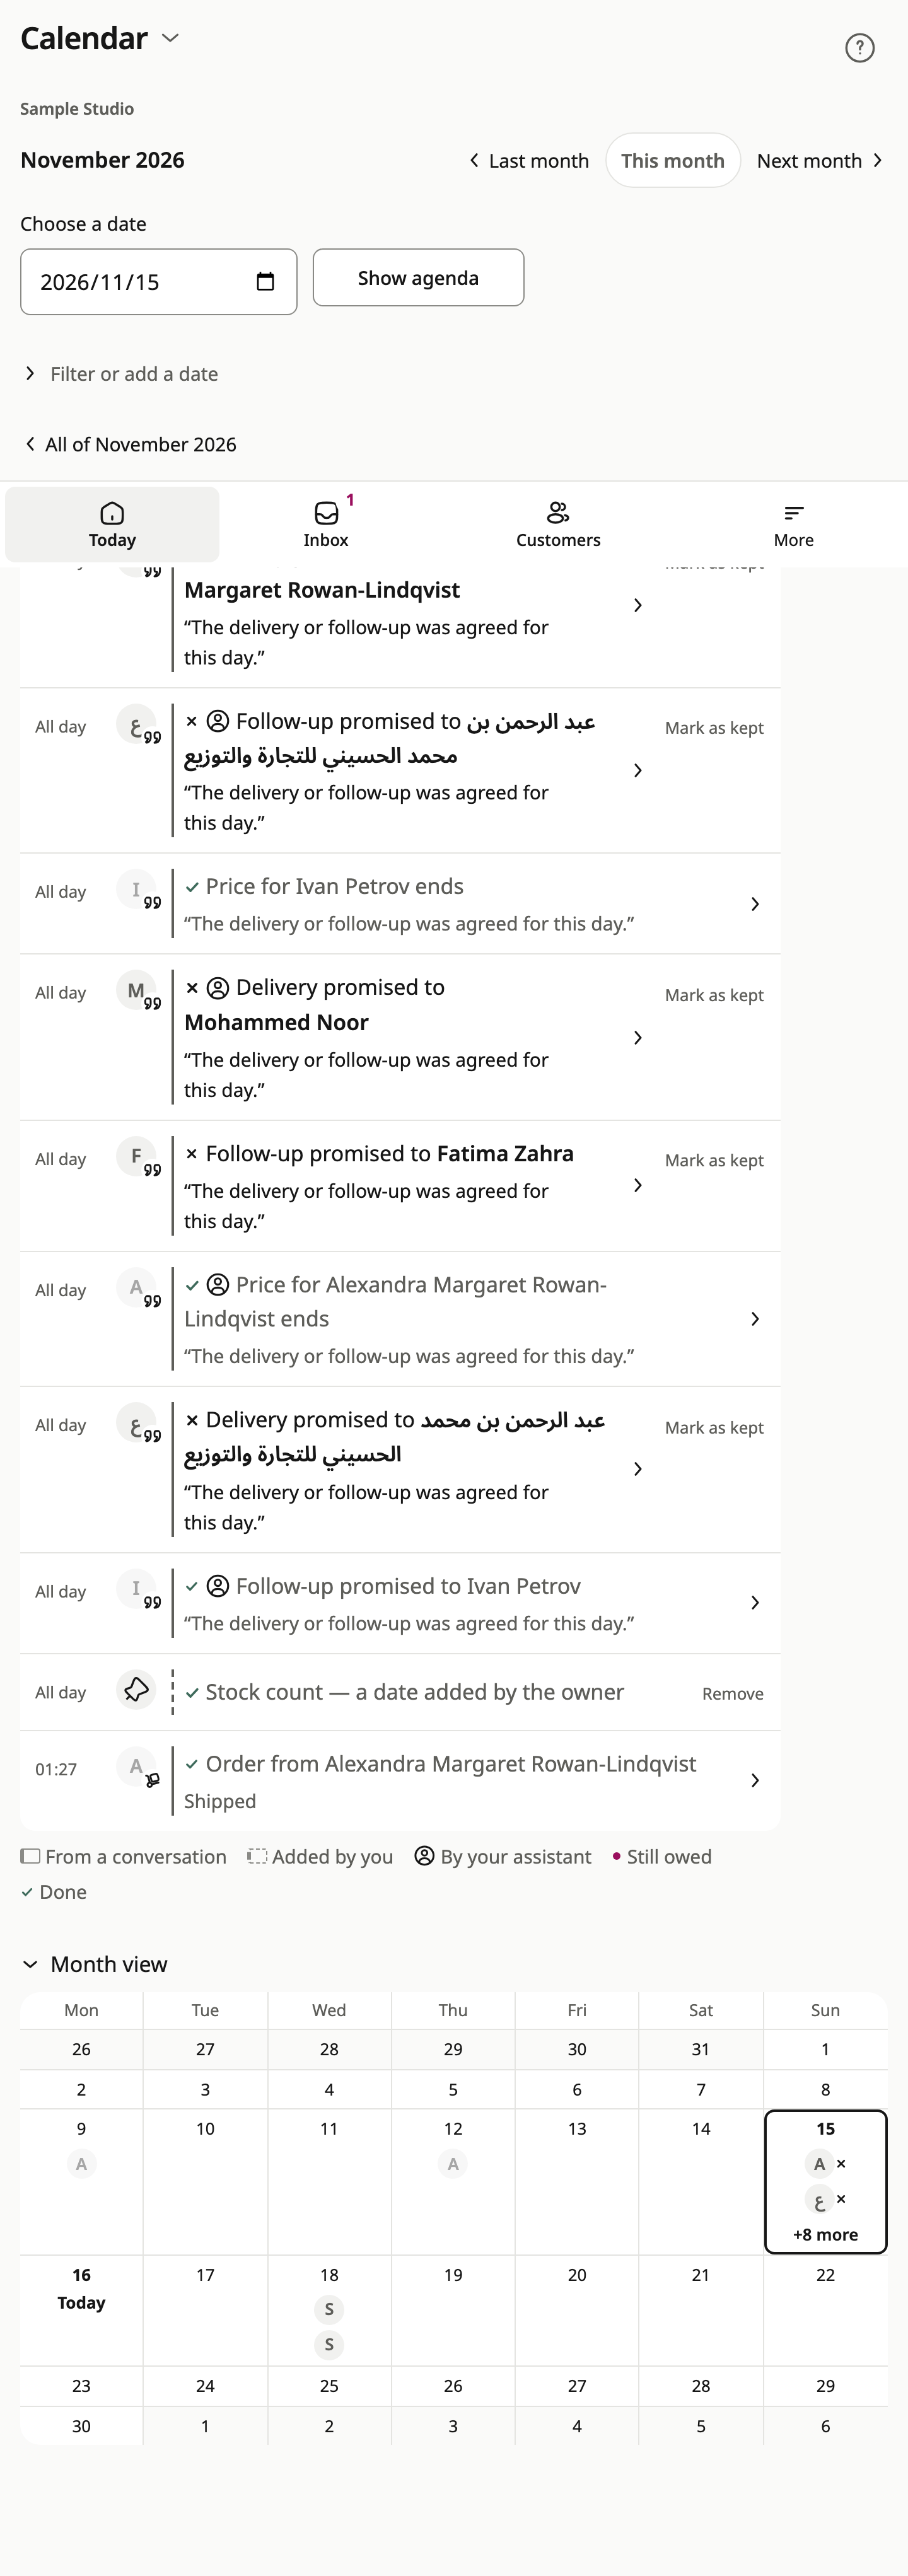 Calendar
Sample Studio
November 2026
Last month This month Next month
Choose a date
2026/11/15 Show agenda
Filter or add a date
All of November 2026
Today
Inbox 1
Customers
More
Margaret Rowan-Lindqvist
“The delivery or follow-up was agreed for
this day.”
Mark as kept
All day ع Follow-up promised to عبد الرحمن بن Mark as kept
محمد الحسيني للتجارة والتوزيع
“The delivery or follow-up was agreed for
this day.”
All day I Price for Ivan Petrov ends
“The delivery or follow-up was agreed for this day.”
All day M Delivery promised to Mark as kept
Mohammed Noor
“The delivery or follow-up was agreed for
this day.”
All day F Follow-up promised to Fatima Zahra Mark as kept
“The delivery or follow-up was agreed for
this day.”
All day A Price for Alexandra Margaret Rowan-
Lindqvist ends
“The delivery or follow-up was agreed for this day.”
All day ع Delivery promised to عبد الرحمن بن محمد Mark as kept
الحسيني للتجارة والتوزيع
“The delivery or follow-up was agreed for
this day.”
All day I Follow-up promised to Ivan Petrov
“The delivery or follow-up was agreed for this day.”
All day Stock count — a date added by the owner Remove
01:27 A Order from Alexandra Margaret Rowan-Lindqvist
Shipped
From a conversation Added by you By your assistant Still owed
Done
Month view
Mon Tue Wed Thu Fri Sat Sun
26 27 28 29 30 31 1
2 3 4 5 6 7 8
9 10 11 12 13 14 15
A A A ×
ع ×
+8 more
16 17 18 19 20 21 22
Today S
S
23 24 25 26 27 28 29
30 1 2 3 4 5 6